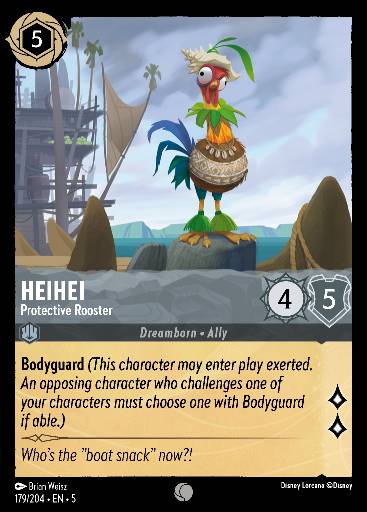 5
HEIHEI
Protective Rooster
4
5
Dreamborn • Ally
Bodyguard (This character may enter play exerted.
An opposing character who challenges one of
your characters must choose one with Bodyguard
if able.)
Who's the "boat snack" now?!
Brian Weisz
Disney Lorcana ©Disney
179/204 • EN • 5